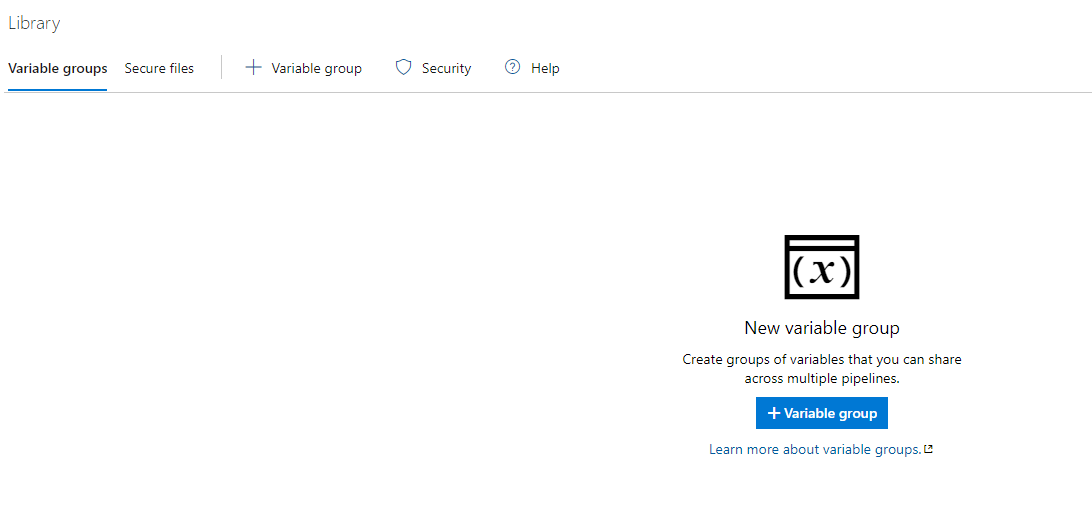 Library
Variable groups Secure files + Variable group Security ? Help
(x)
New variable group
Create groups of variables that you can share
across multiple pipelines.
+ Variable group
Learn more about variable groups.